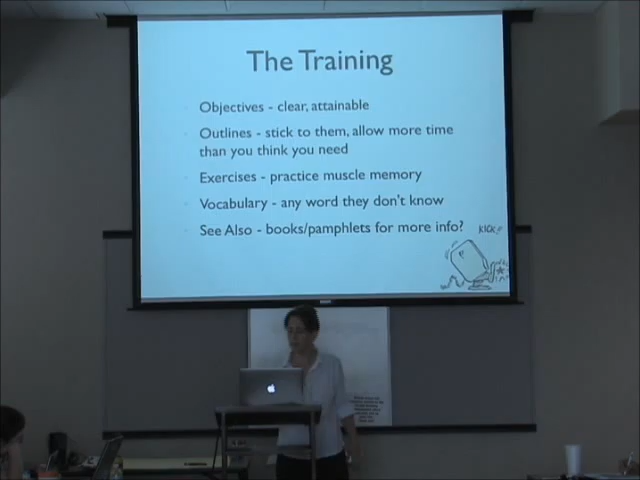 The Training
Objectives - clear, attainable
Outlines - stick to them, allow more time
than you think you need
Exercises - practice muscle memory
Vocabulary - any word they don't know
See Also - books/pamphlets for more info?
KICK